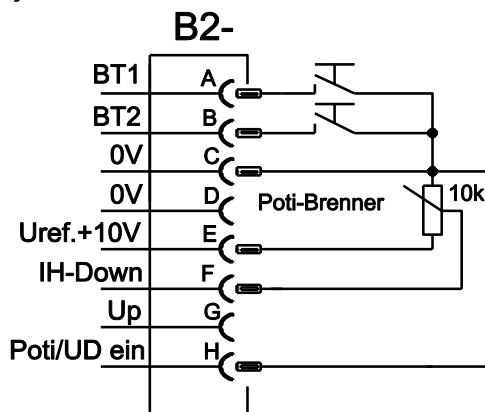 B2-
BT1 A
BT2 B
0V C
0V D
Poti-Brenner 10k
Uref.+10V E
IH-Down F
Up G
Poti/UD ein H